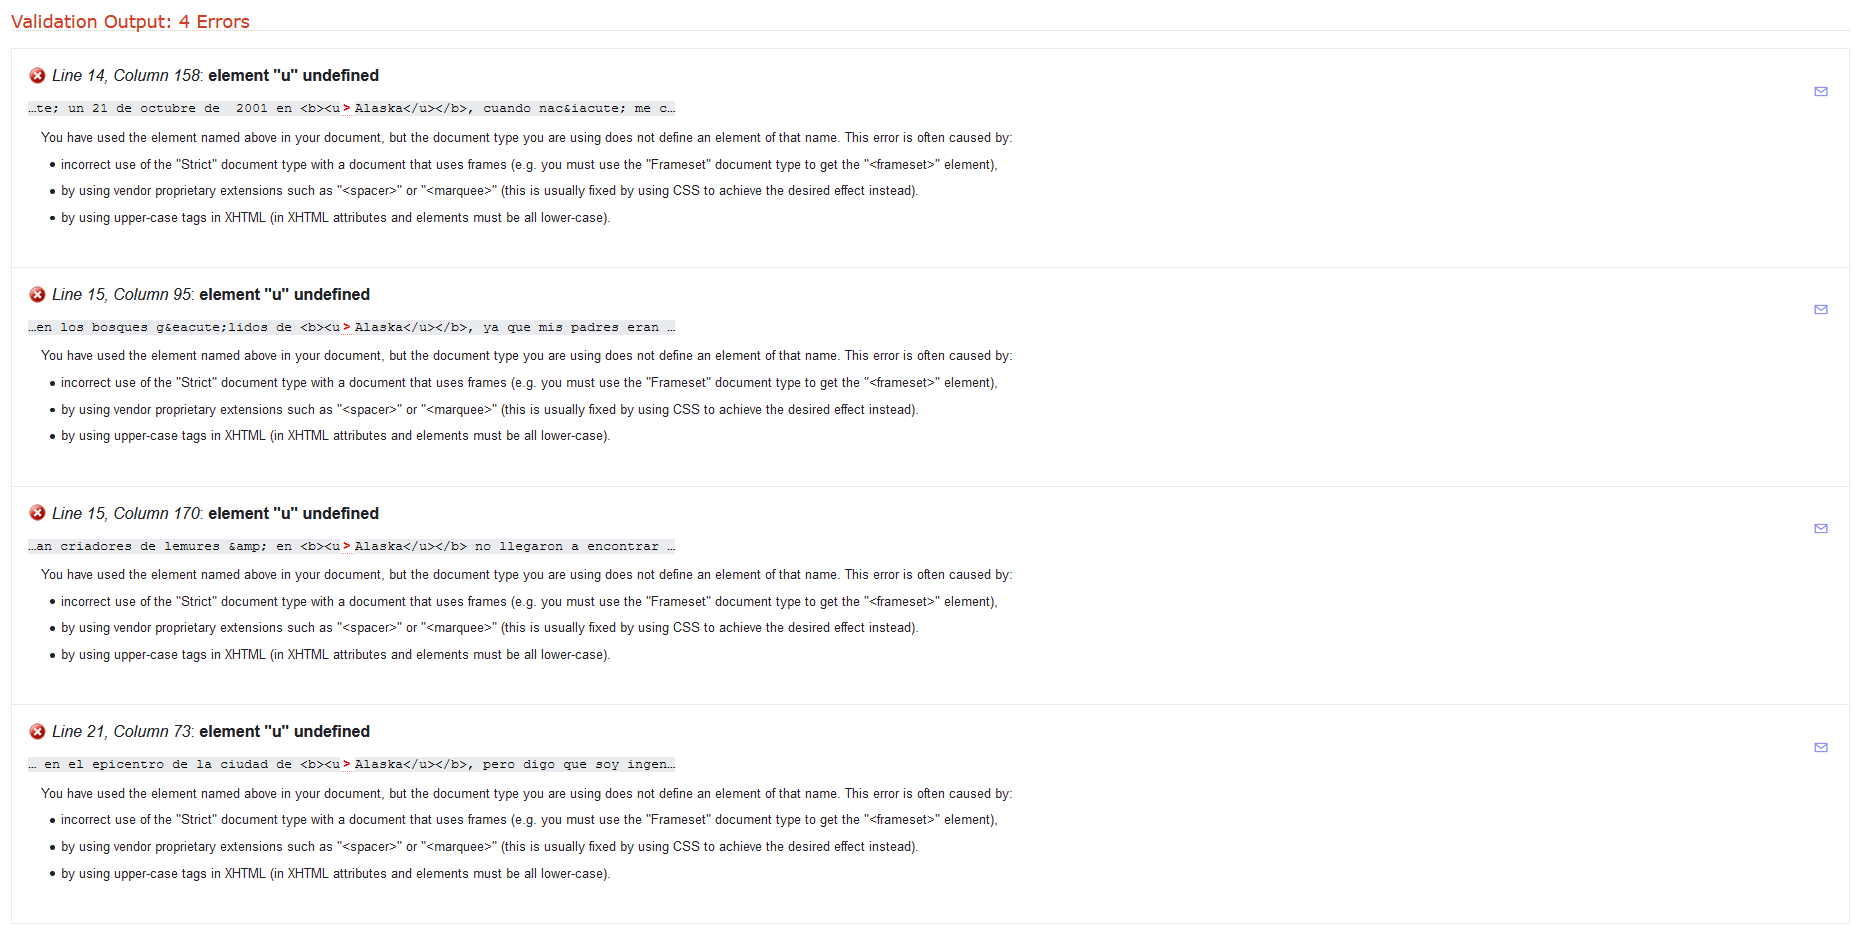 Validation Output: 4 Errors
Line 14, Column 158: element "u" undefined
…te; un 21 de octubre de  2001 en <b><u>Alaska</u></b>, cuando nac&iacute; me c…
You have used the element named above in your document, but the document type you are using does not define an element of that name. This error is often caused by:
• incorrect use of the "Strict" document type with a document that uses frames (e.g. you must use the "Frameset" document type to get the "<frameset>" element),
• by using vendor proprietary extensions such as "<spacer>" or "<marquee>" (this is usually fixed by using CSS to achieve the desired effect instead).
• by using upper-case tags in XHTML (in XHTML attributes and elements must be all lower-case).
Line 15, Column 95: element "u" undefined
…en los bosques g&eacute;lidos de <b><u>Alaska</u></b>, ya que mis padres eran …
You have used the element named above in your document, but the document type you are using does not define an element of that name. This error is often caused by:
• incorrect use of the "Strict" document type with a document that uses frames (e.g. you must use the "Frameset" document type to get the "<frameset>" element),
• by using vendor proprietary extensions such as "<spacer>" or "<marquee>" (this is usually fixed by using CSS to achieve the desired effect instead).
• by using upper-case tags in XHTML (in XHTML attributes and elements must be all lower-case).
Line 15, Column 170: element "u" undefined
…an criadores de lemures &amp; en <b><u>Alaska</u></b> no llegaron a encontrar …
You have used the element named above in your document, but the document type you are using does not define an element of that name. This error is often caused by:
• incorrect use of the "Strict" document type with a document that uses frames (e.g. you must use the "Frameset" document type to get the "<frameset>" element),
• by using vendor proprietary extensions such as "<spacer>" or "<marquee>" (this is usually fixed by using CSS to achieve the desired effect instead).
• by using upper-case tags in XHTML (in XHTML attributes and elements must be all lower-case).
Line 21, Column 73: element "u" undefined
… en el epicentro de la ciudad de <b><u>Alaska</u></b>, pero digo que soy ingen…
You have used the element named above in your document, but the document type you are using does not define an element of that name. This error is often caused by:
• incorrect use of the "Strict" document type with a document that uses frames (e.g. you must use the "Frameset" document type to get the "<frameset>" element),
• by using vendor proprietary extensions such as "<spacer>" or "<marquee>" (this is usually fixed by using CSS to achieve the desired effect instead).
• by using upper-case tags in XHTML (in XHTML attributes and elements must be all lower-case).